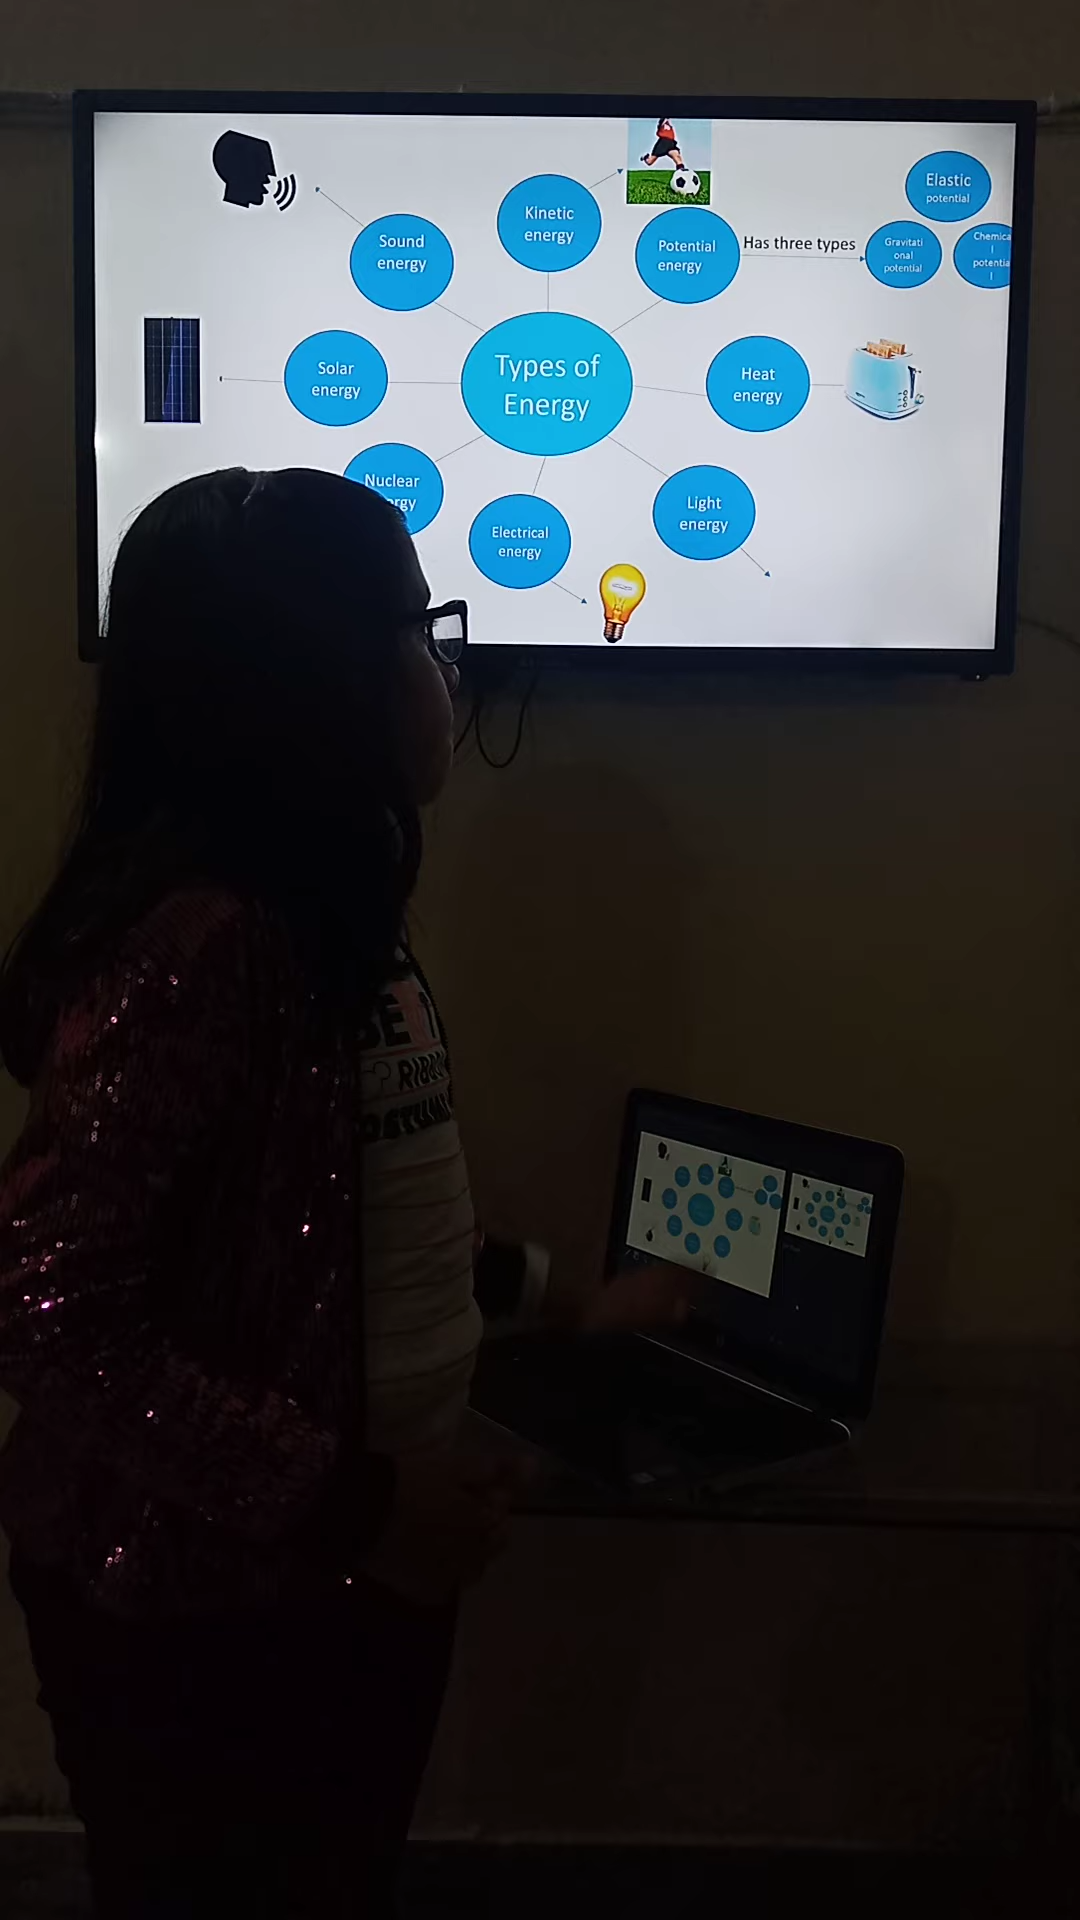 Kinetic
energy
Elastic
potential
Sound
energy
Potential
energy
Has three types
Gravitati
onal
potential
Chemica
l
potentia
l
Types of
Energy
Solar
energy
Heat
energy
Nuclear
Light
energy
Electrical
energy